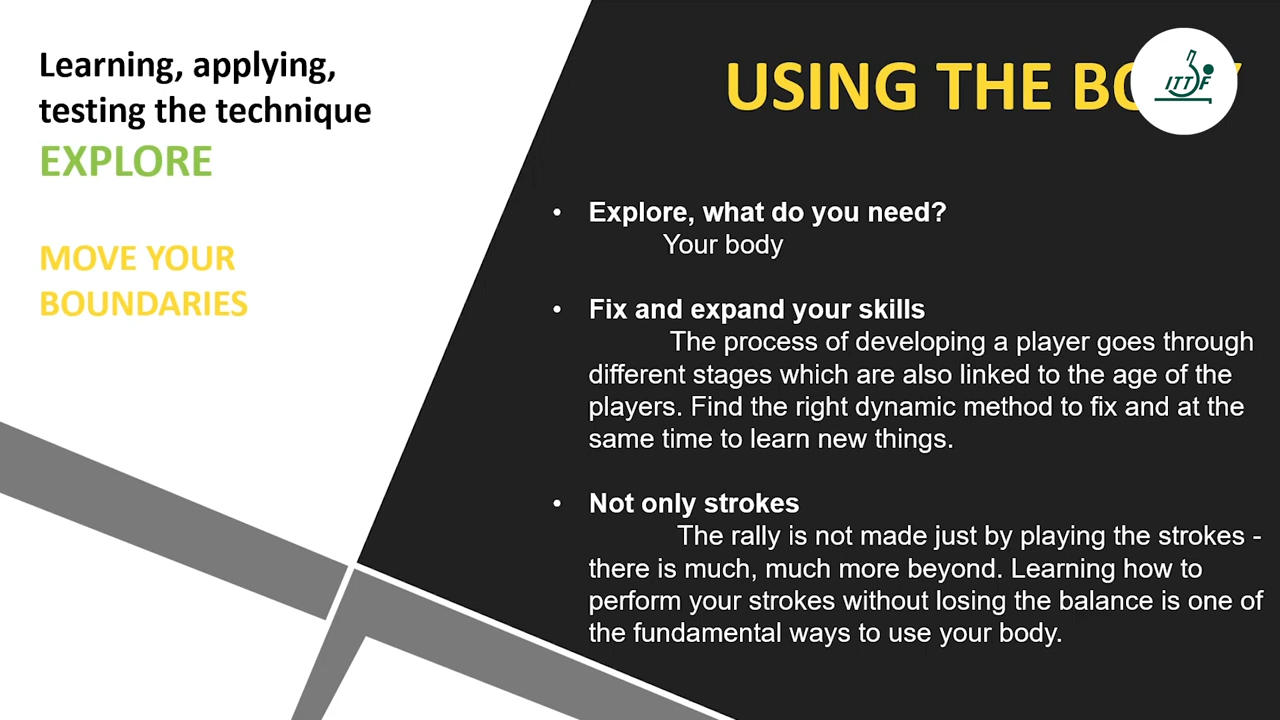 Learning, applying,
testing the technique
EXPLORE
MOVE YOUR
BOUNDARIES
USING THE
ITTF
• Explore, what do you need?
Your body
• Fix and expand your skills
The process of developing a player goes through
different stages which are also linked to the age of the
players. Find the right dynamic method to fix and at the
same time to learn new things.
• Not only strokes
The rally is not made just by playing the strokes -
there is much, much more beyond. Learning how to
perform your strokes without losing the balance is one of
the fundamental ways to use your body.